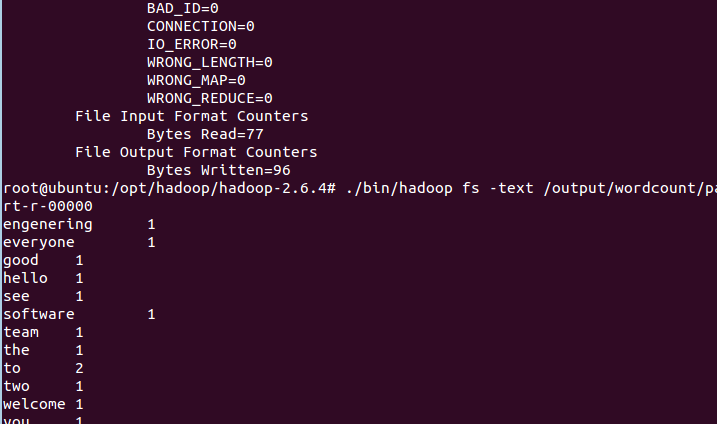 BAD_ID=0
CONNECTION=0
IO_ERROR=0
WRONG_LENGTH=0
WRONG_MAP=0
WRONG_REDUCE=0
File Input Format Counters
Bytes Read=77
File Output Format Counters
Bytes Written=96
root@ubuntu:/opt/hadoop/hadoop-2.6.4# ./bin/hadoop fs -text /output/wordcount/pa
rt-r-00000
engenering 1
everyone 1
good 1
hello 1
see 1
software 1
team 1
the 1
to 2
two 1
welcome 1
you 1